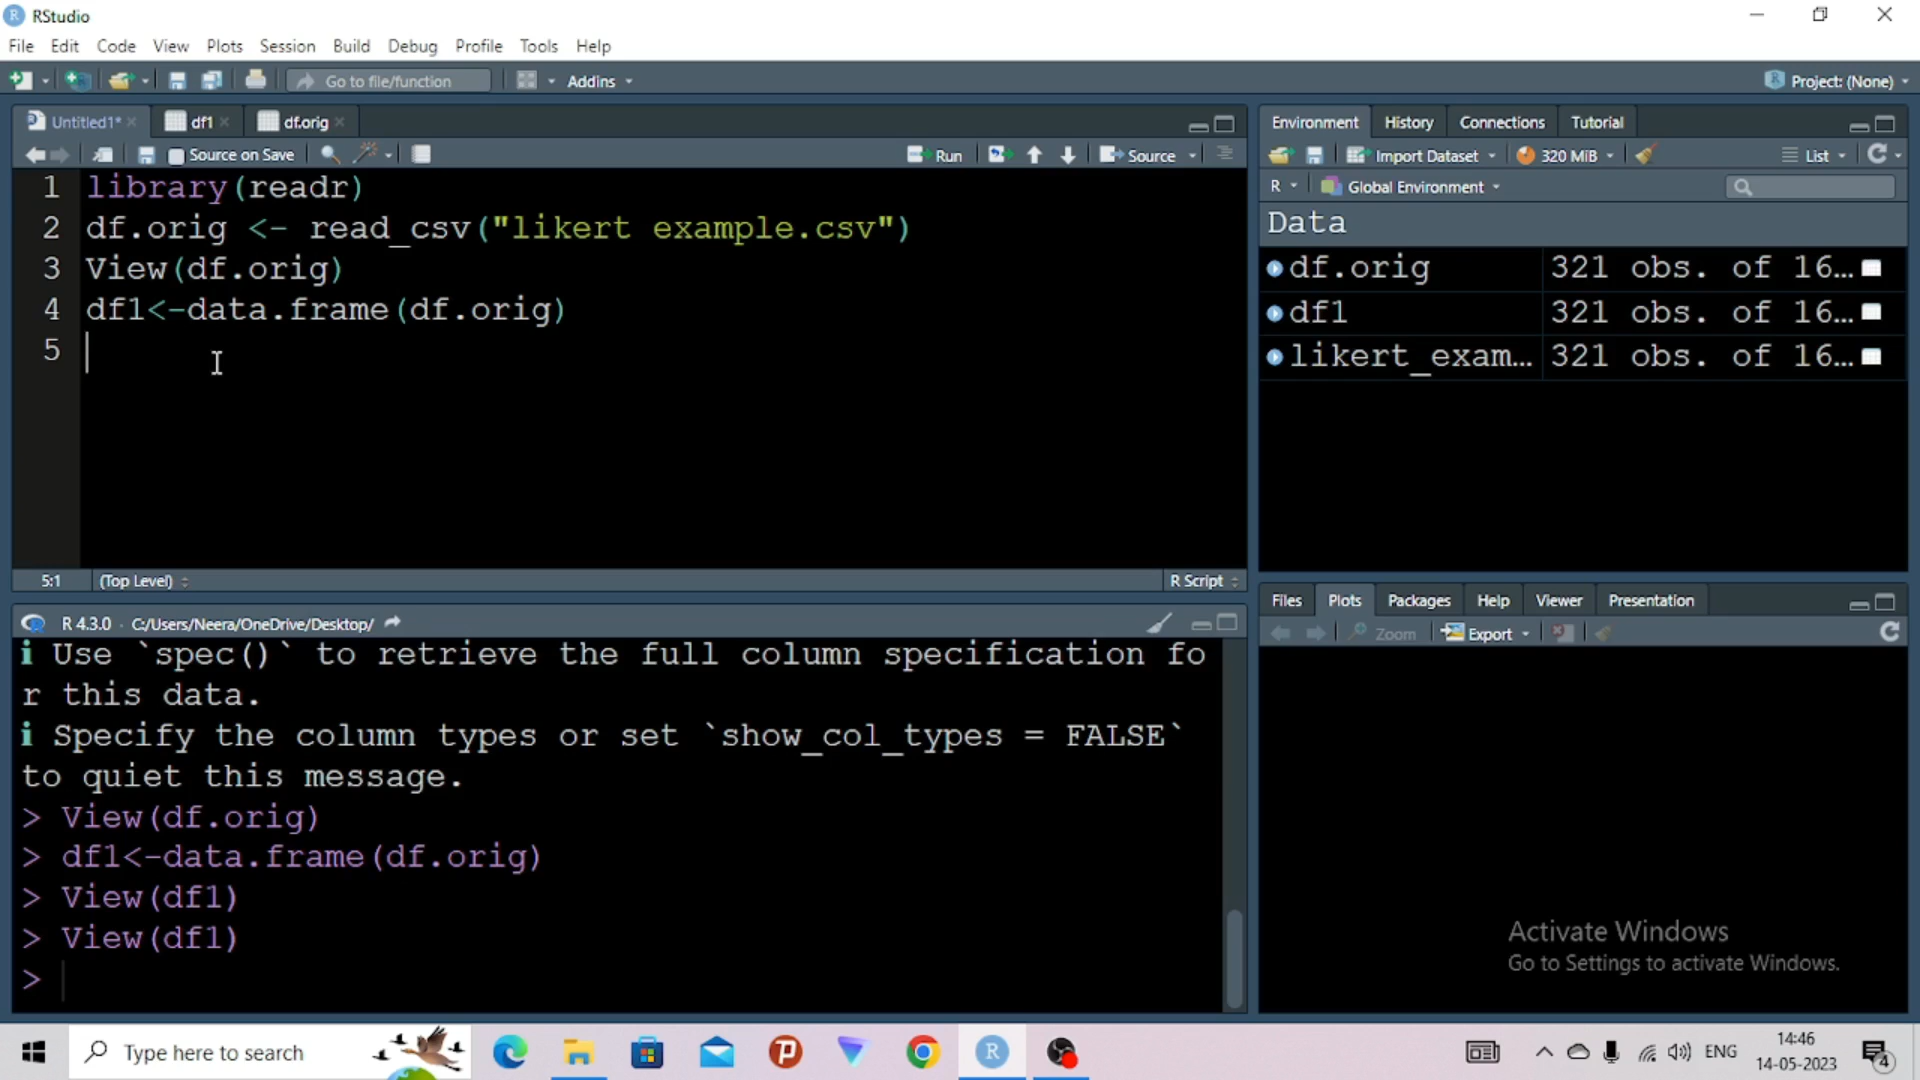 RStudio
File Edit Code View Plots Session Build Debug Profile Tools Help
Go to file/function Addins Project: (None)
Untitled1* df1 df.orig
Source on Save Run Source
1 library(readr)
2 df.orig <- read_csv("likert example.csv")
3 View(df.orig)
4 df1<-data.frame(df.orig)
5
5:1 (Top Level) R Script
R 4.3.0 · C:/Users/Neera/OneDrive/Desktop/
i Use `spec()` to retrieve the full column specification fo
r this data.
i Specify the column types or set `show_col_types = FALSE`
to quiet this message.
> View(df.orig)
> df1<-data.frame(df.orig)
> View(df1)
> View(df1)
>
Environment History Connections Tutorial
Import Dataset 320 MiB List
R Global Environment
Data
df.orig 321 obs. of 16…
df1 321 obs. of 16…
likert_exam… 321 obs. of 16…
Files Plots Packages Help Viewer Presentation
Zoom Export
Activate Windows
Go to Settings to activate Windows.
Type here to search
ENG
14:46
14-05-2023
4